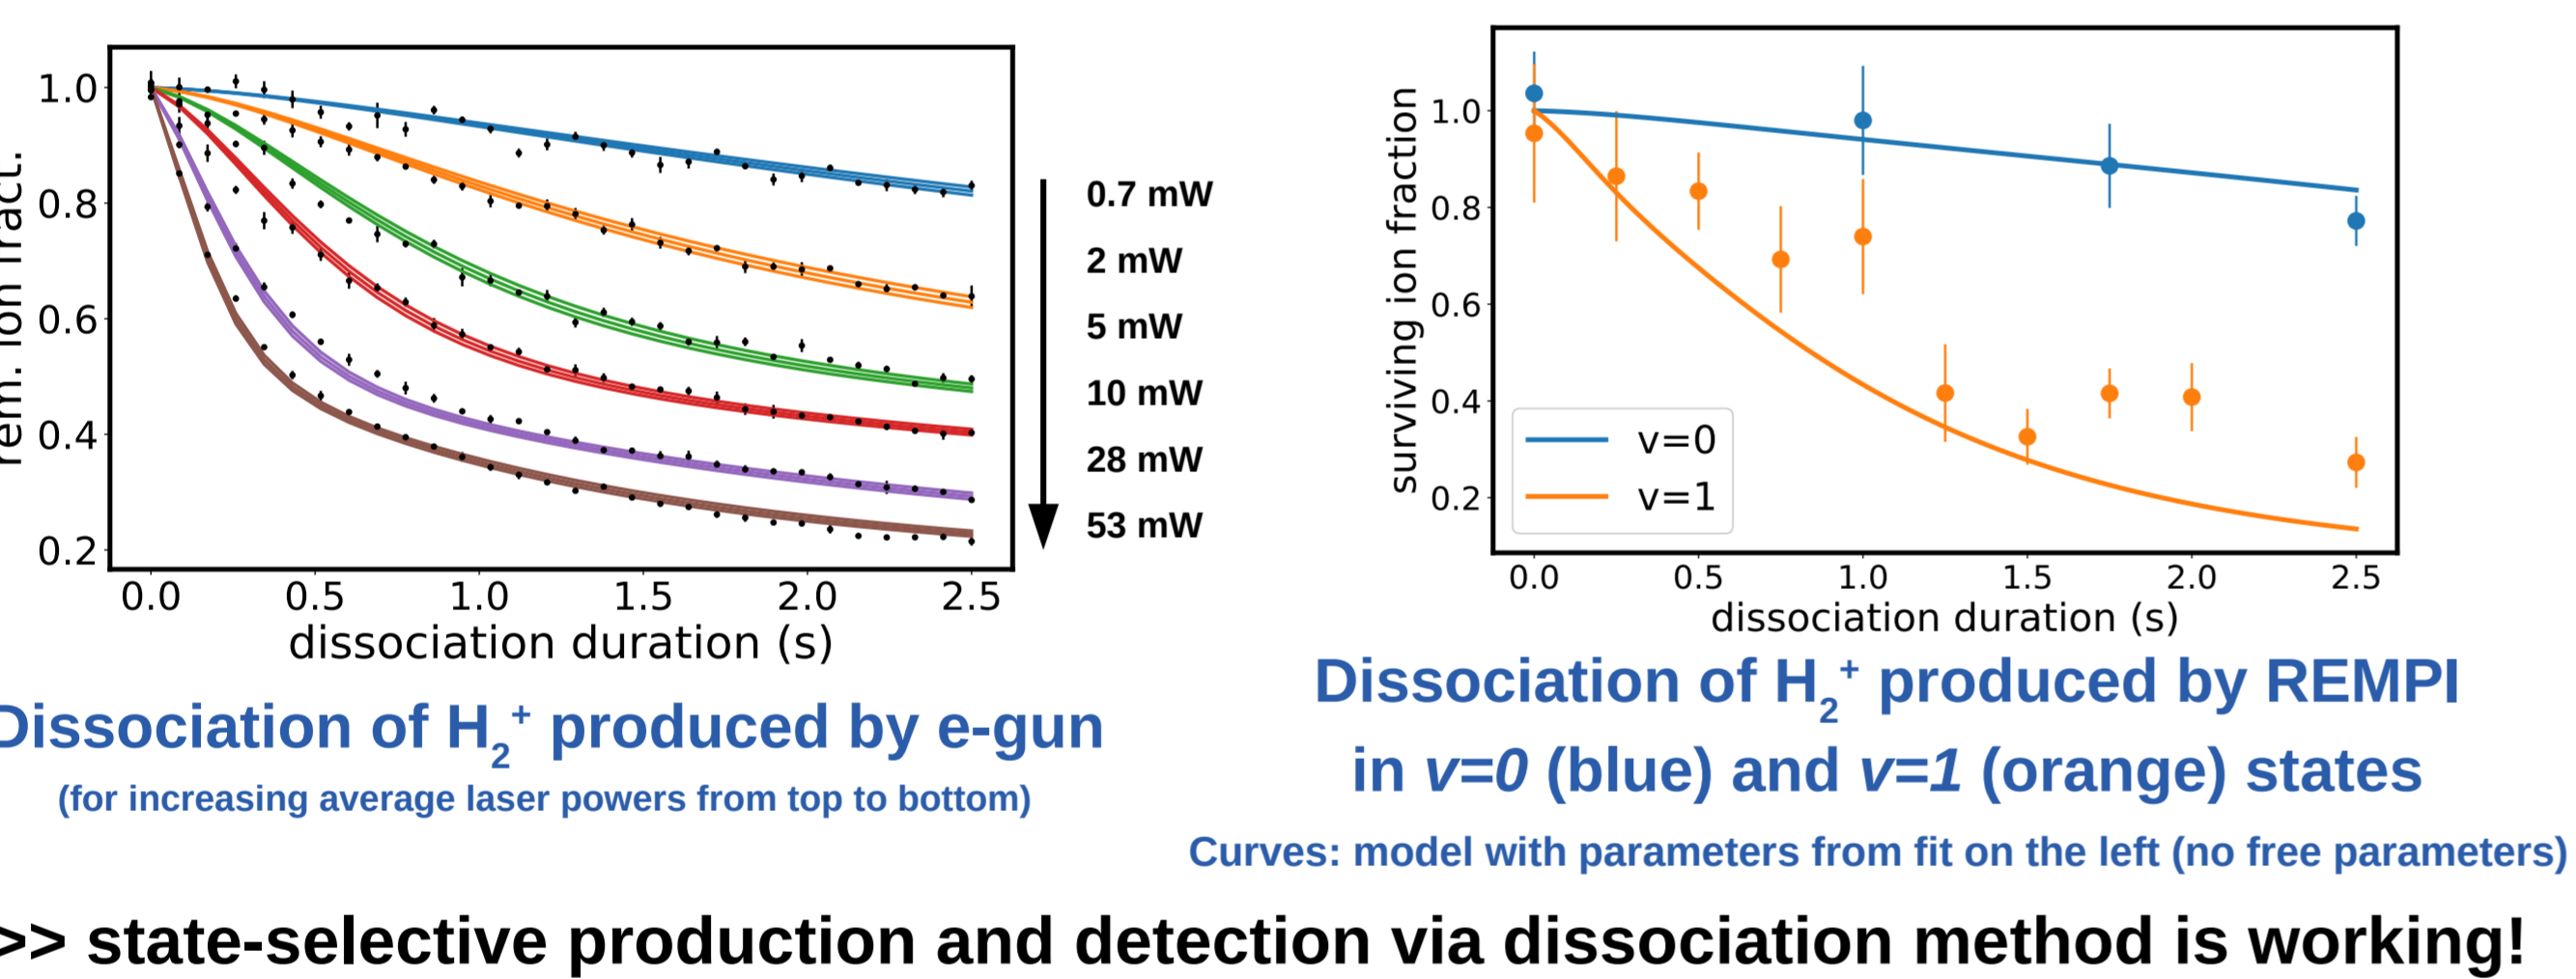 rem. ion fract.
1.0
0.8
0.6
0.4
0.2
0.0 0.5 1.0 1.5 2.0 2.5
dissociation duration (s)
0.7 mW
2 mW
5 mW
10 mW
28 mW
53 mW
Dissociation of H₂⁺ produced by e-gun
(for increasing average laser powers from top to bottom)
surviving ion fraction
1.0
0.8
0.6
0.4
0.2
v=0
v=1
0.0 0.5 1.0 1.5 2.0 2.5
dissociation duration (s)
Dissociation of H₂⁺ produced by REMPI
in v=0 (blue) and v=1 (orange) states
Curves: model with parameters from fit on the left (no free parameters)
>> state-selective production and detection via dissociation method is working!